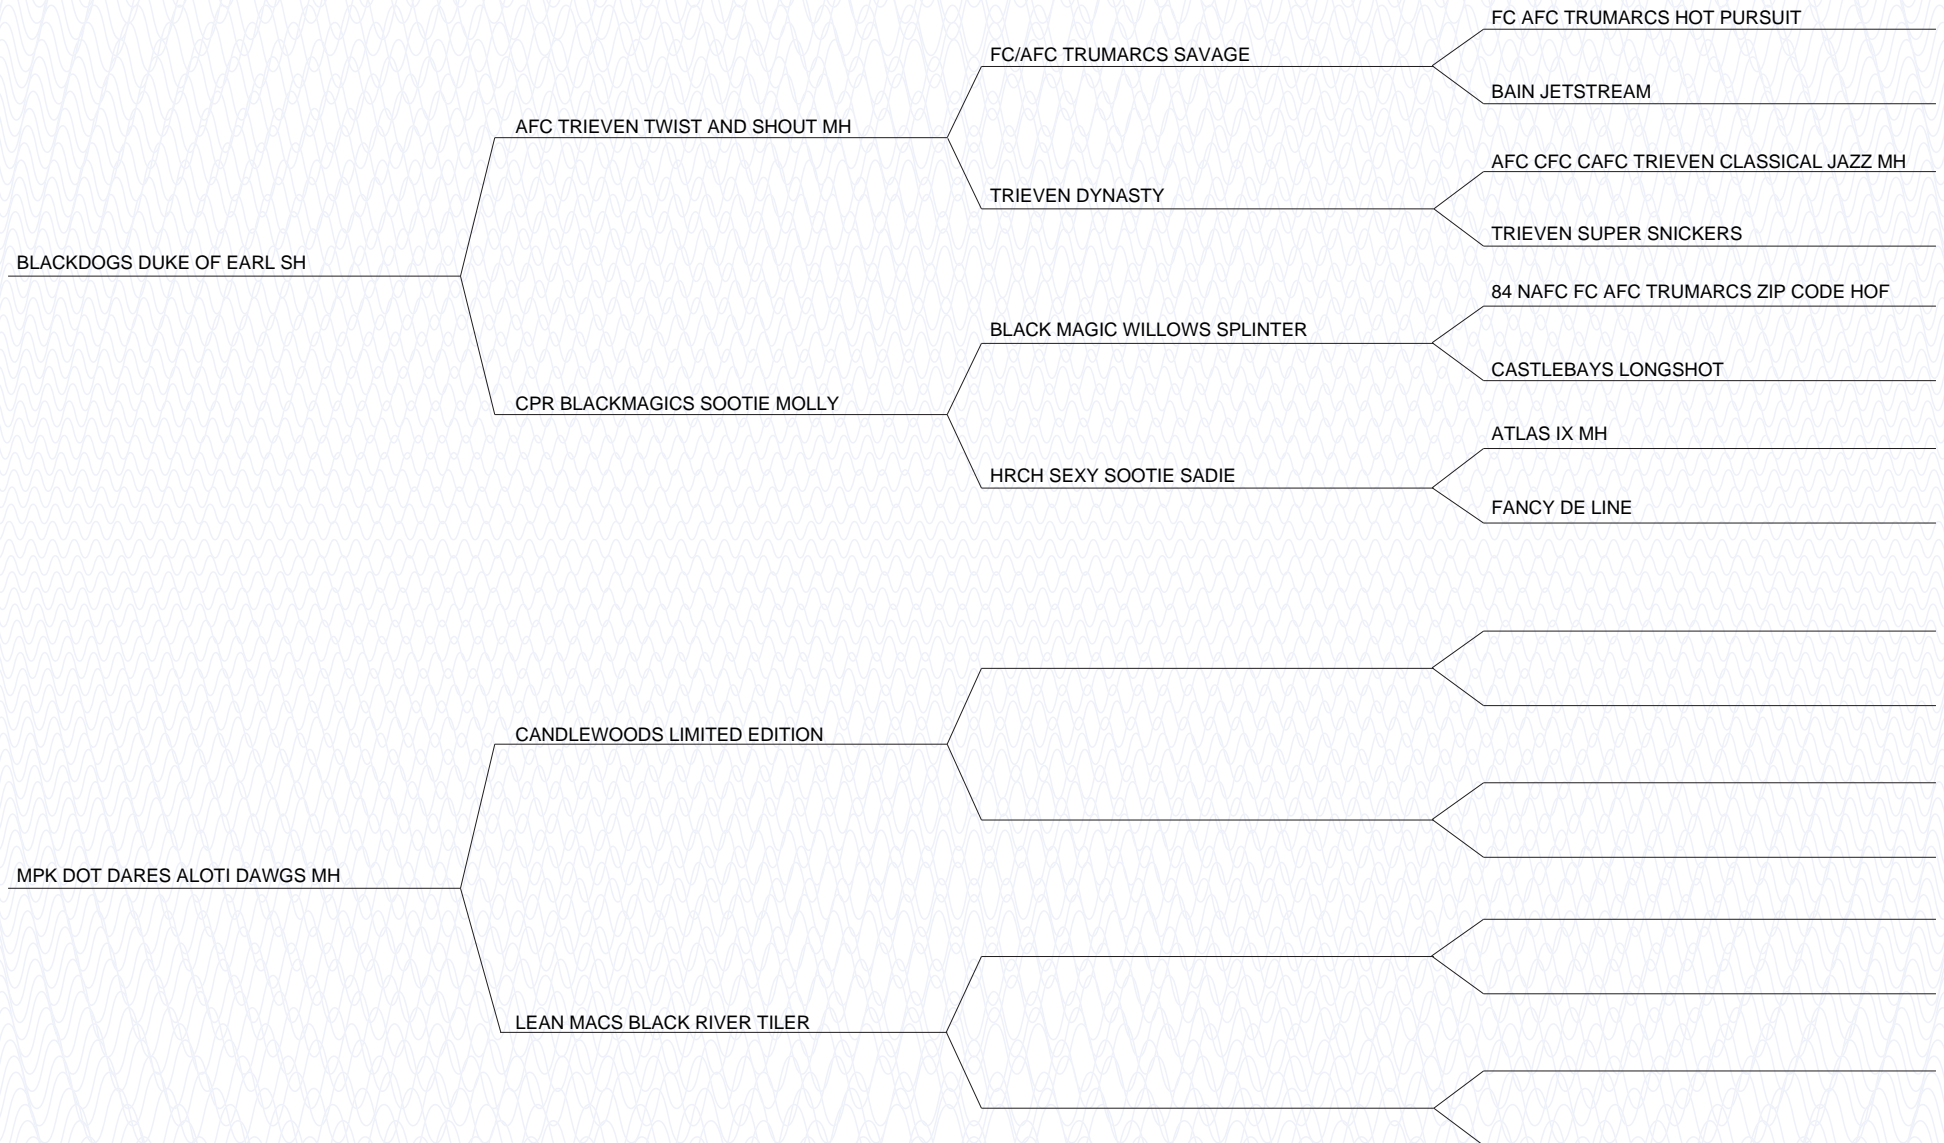 FC AFC TRUMARCS HOT PURSUIT
FC/AFC TRUMARCS SAVAGE
BAIN JETSTREAM
AFC TRIEVEN TWIST AND SHOUT MH
AFC CFC CAFC TRIEVEN CLASSICAL JAZZ MH
TRIEVEN DYNASTY
TRIEVEN SUPER SNICKERS
BLACKDOGS DUKE OF EARL SH
84 NAFC FC AFC TRUMARCS ZIP CODE HOF
BLACK MAGIC WILLOWS SPLINTER
CASTLEBAYS LONGSHOT
CPR BLACKMAGICS SOOTIE MOLLY
ATLAS IX MH
HRCH SEXY SOOTIE SADIE
FANCY DE LINE
CANDLEWOODS LIMITED EDITION
MPK DOT DARES ALOTI DAWGS MH
LEAN MACS BLACK RIVER TILER